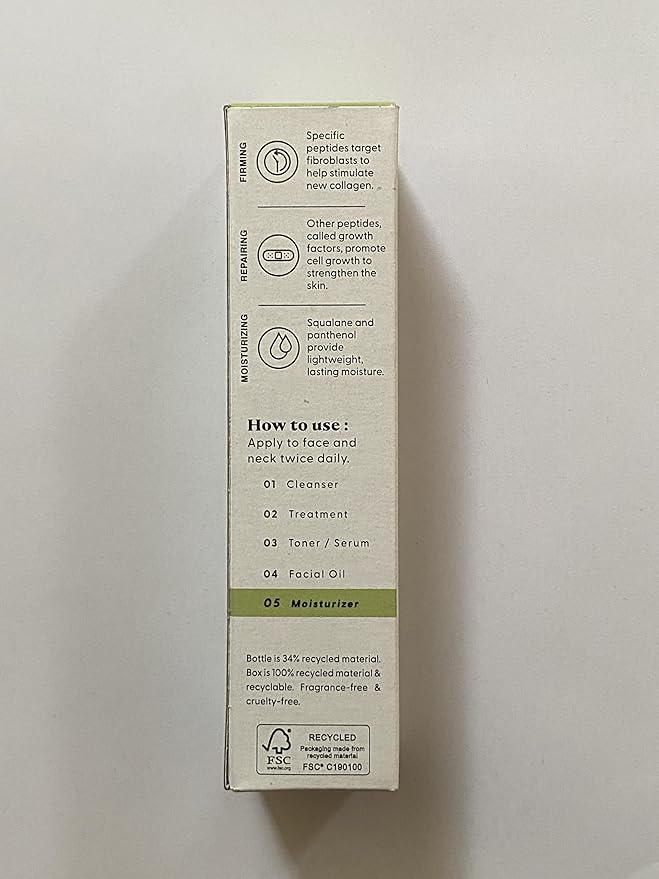 FIRMING
Specific
peptides target
fibroblasts to
help stimulate
new collagen.
REPAIRING
Other peptides,
called growth
factors, promote
cell growth to
strengthen the
skin.
MOISTURIZING
Squalane and
panthenol
provide
lightweight,
lasting moisture.
How to use :
Apply to face and
neck twice daily.
01 Cleanser
02 Treatment
03 Toner / Serum
04 Facial Oil
05 Moisturizer
Bottle is 34% recycled material.
Box is 100% recycled material &
recyclable. Fragrance-free &
cruelty-free.
FSC
www.fsc.org
RECYCLED
Packaging made from
recycled material
FSC® C190100